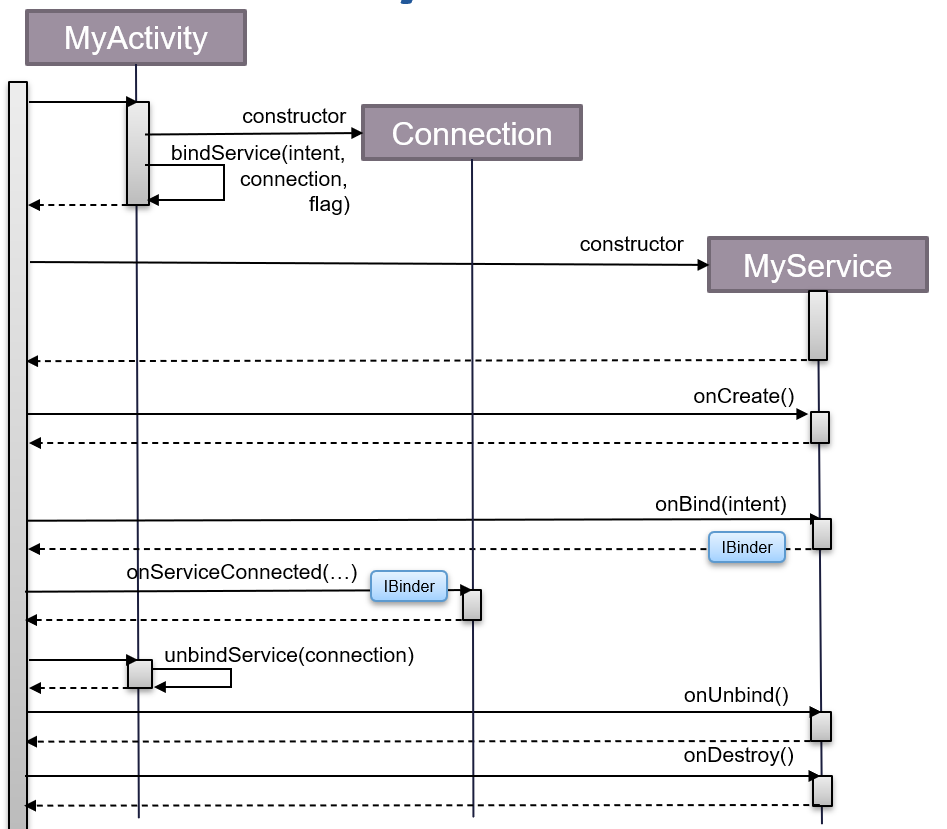 MyActivity
constructor
Connection
bindService(intent,
connection,
flag)
constructor
MyService
onCreate()
onBind(intent)
IBinder
onServiceConnected(…)
IBinder
unbindService(connection)
onUnbind()
onDestroy()